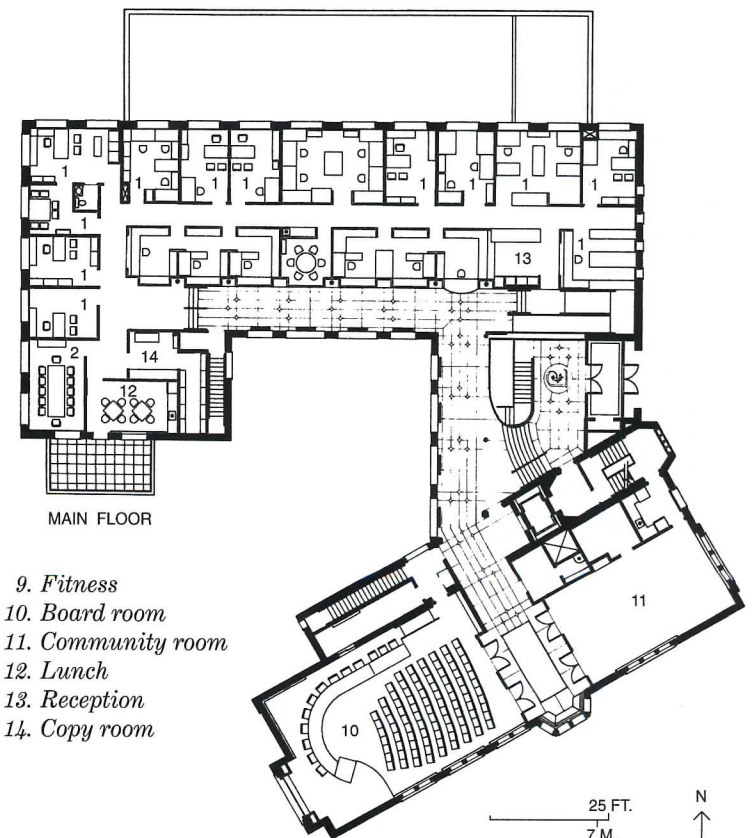 1
1
1
1
1
1
1
1
1
1
13
1
1
2
14
12
MAIN FLOOR
9. Fitness
10. Board room
11. Community room
12. Lunch
13. Reception
14. Copy room
11
10
25 FT.
7 M
N